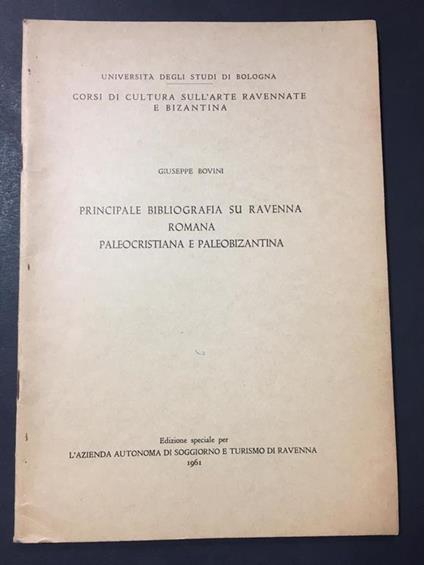 UNIVERSITÀ DEGLI STUDI DI BOLOGNA
CORSI DI CULTURA SULL'ARTE RAVENNATE
E BIZANTINA
GIUSEPPE BOVINI
PRINCIPALE BIBLIOGRAFIA SU RAVENNA
ROMANA
PALEOCRISTIANA E PALEOBIZANTINA
Edizione speciale per
L'AZIENDA AUTONOMA DI SOGGIORNO E TURISMO DI RAVENNA
1961